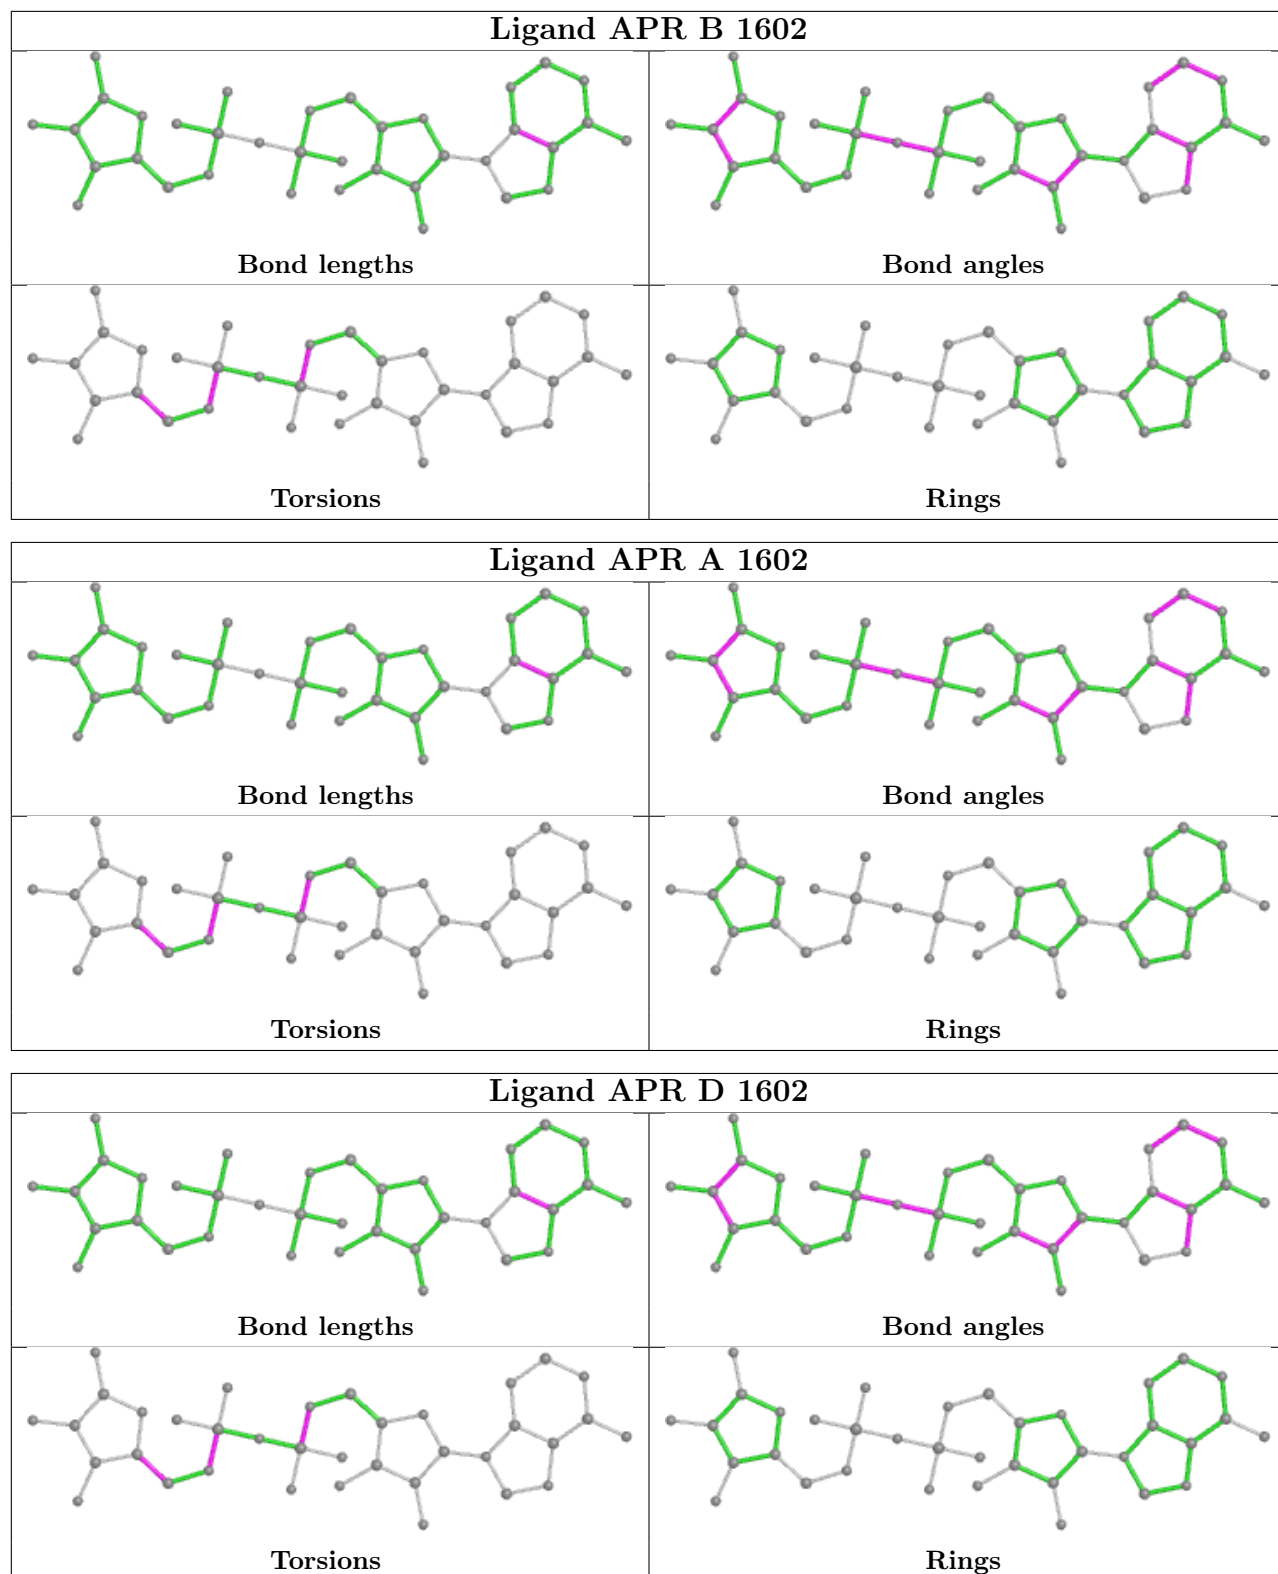 Ligand APR B 1602
Bond lengths
Bond angles
Torsions
Rings
Ligand APR A 1602
Bond lengths
Bond angles
Torsions
Rings
Ligand APR D 1602
Bond lengths
Bond angles
Torsions
Rings